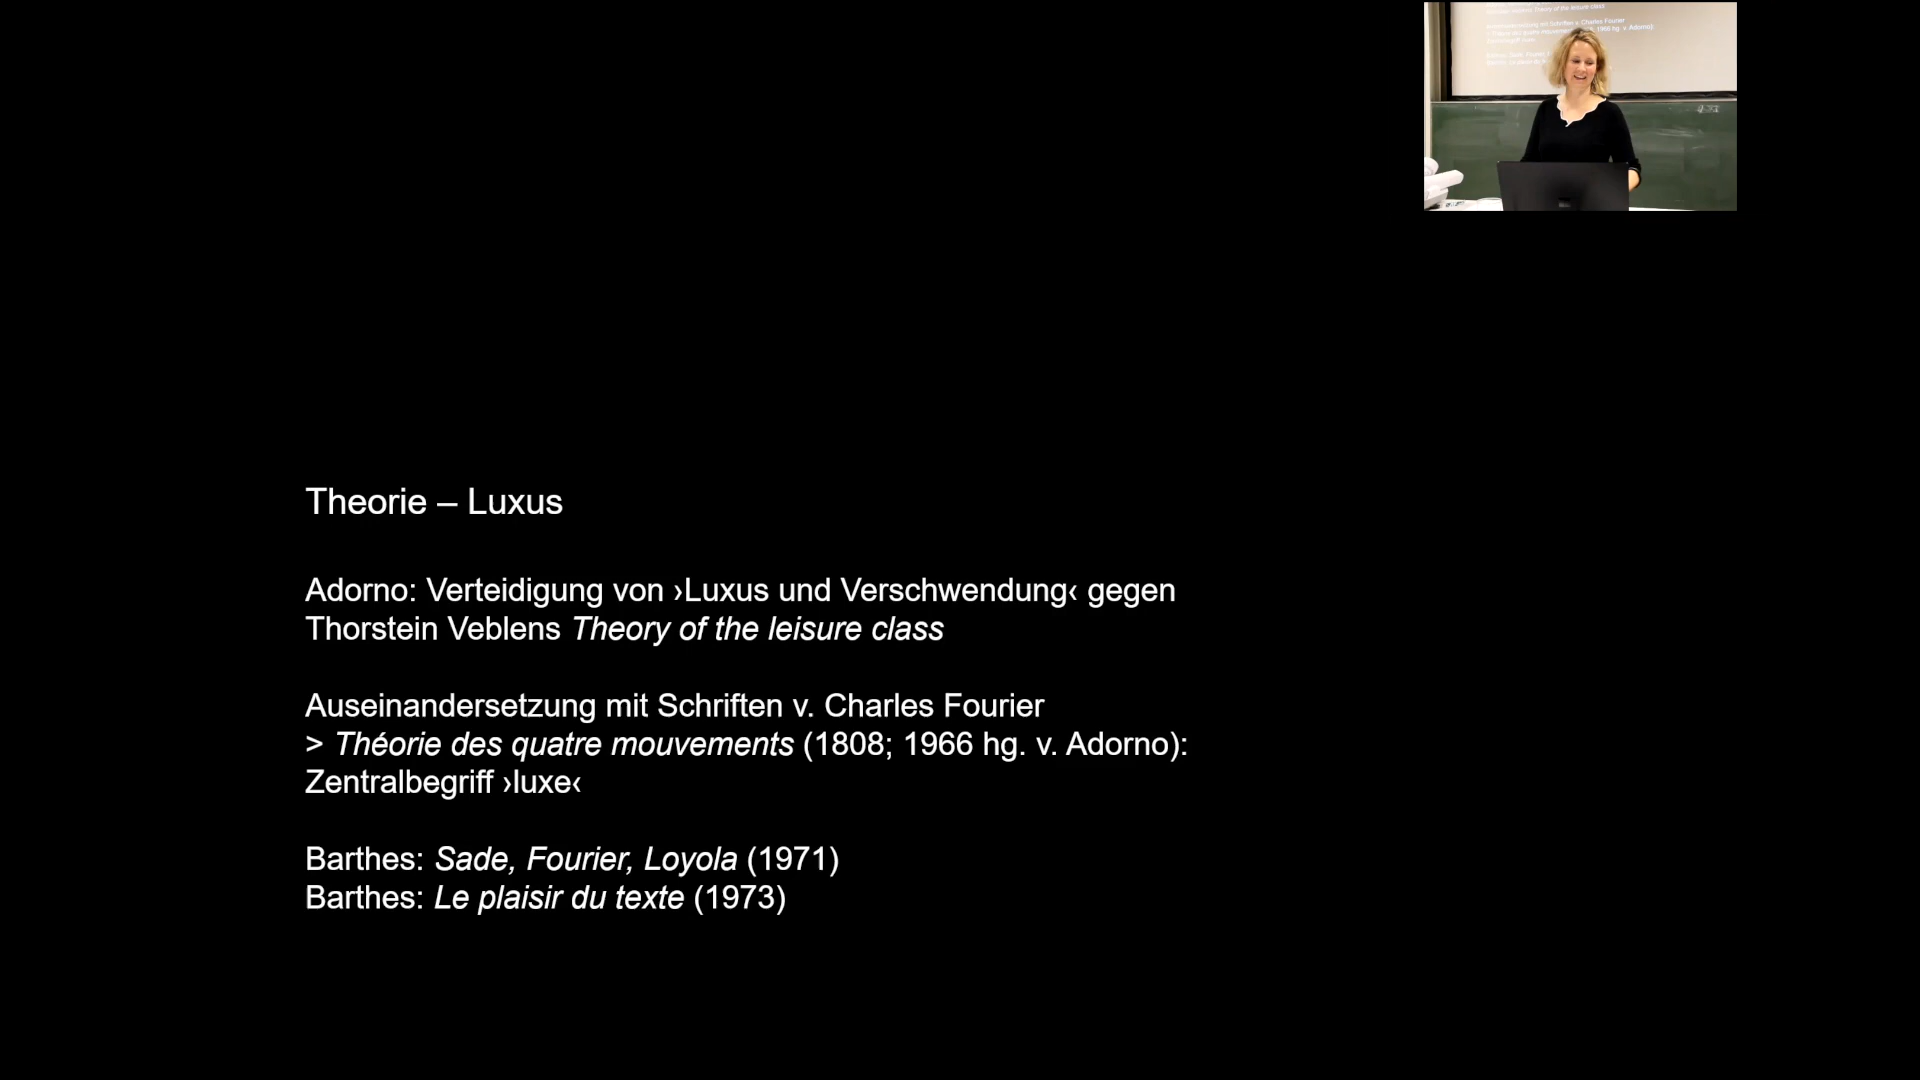 Theorie – Luxus
Adorno: Verteidigung von ›Luxus und Verschwendung‹ gegen
Thorstein Veblens Theory of the leisure class
Auseinandersetzung mit Schriften v. Charles Fourier
> Théorie des quatre mouvements (1808; 1966 hg. v. Adorno):
Zentralbegriff ›luxe‹
Barthes: Sade, Fourier, Loyola (1971)
Barthes: Le plaisir du texte (1973)